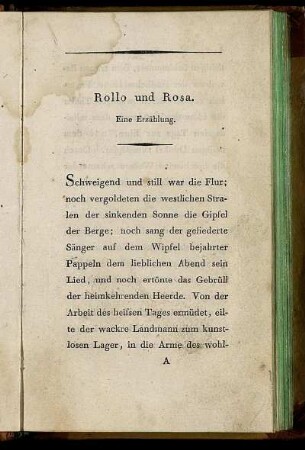 Rollo und Rosa.
Eine Erzählung.
Schweigend und still war die Flur;
noch vergoldeten die westlichen Stra-
len der sinkenden Sonne die Gipfel
der Berge; noch sang der gefiederte
Sänger auf dem Wipfel bejahrter
Pappeln dem lieblichen Abend sein
Lied, und noch ertönte das Gebrüll
der heimkehrenden Heerde. Von der
Arbeit des heißen Tages ermüdet, eil-
te der wackre Landmann zum kunst-
losen Lager, in die Arme des wohl-
A